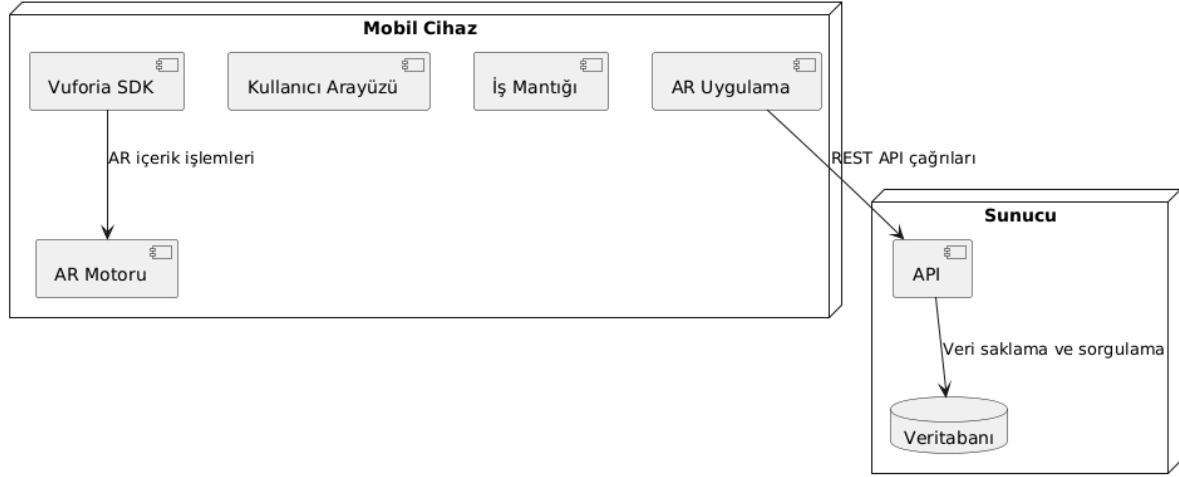 Mobil Cihaz
Vuforia SDK
Kullanıcı Arayüzü
İş Mantığı
AR Uygulama
AR içerik işlemleri
REST API çağrıları
AR Motoru
Sunucu
API
Veri saklama ve sorgulama
Veritabanı